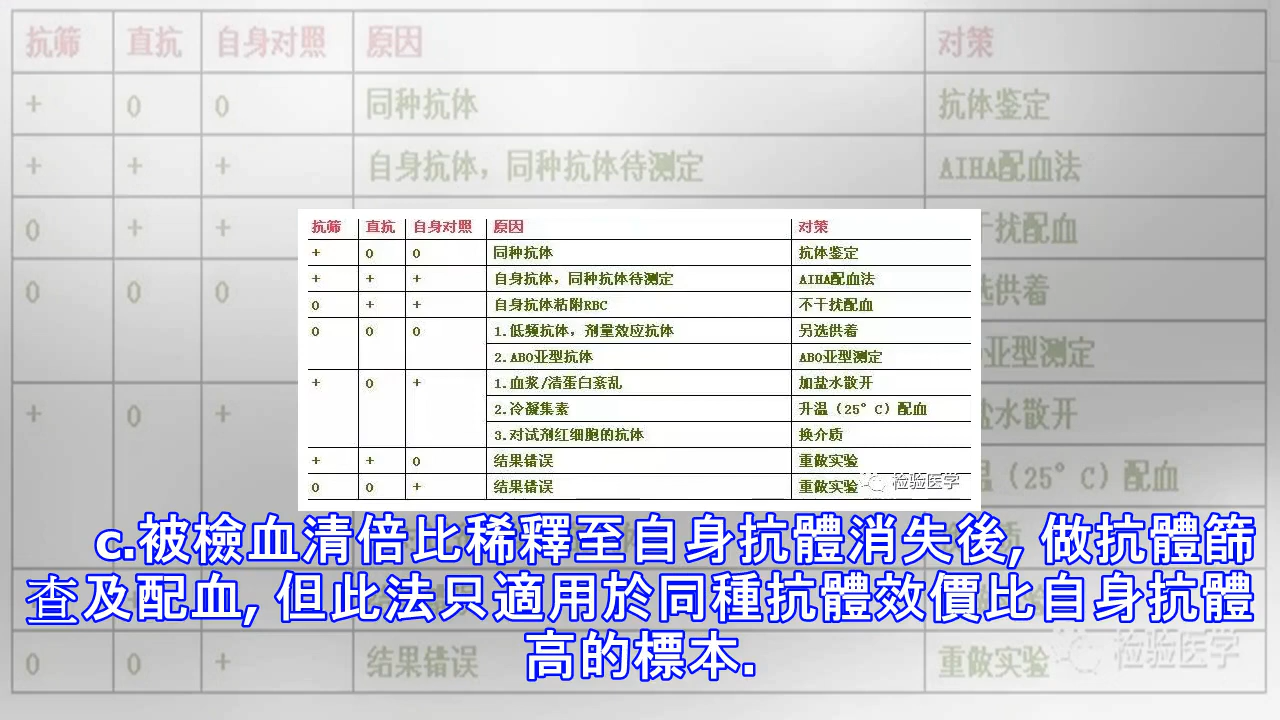 抗筛 直抗 自身对照 原因 对策
+ 0 0 同种抗体 抗体鉴定
+ + + 自身抗体，同种抗体待测定 AIHA配血法
0 + + 自身抗体粘附RBC 不干扰配血
0 0 0 1.低频抗体，剂量效应抗体 另选供着
2.ABO亚型抗体 ABO亚型测定
+ 0 + 1.血浆/清蛋白紊乱 加盐水散开
2.冷凝集素 升温（25°C）配血
3.对试剂红细胞的抗体 换介质
+ + 0 结果错误 重做实验
0 0 + 结果错误 重做实验
检验医学
c.被檢血清倍比稀釋至自身抗體消失後, 做抗體篩
查及配血, 但此法只適用於同種抗體效價比自身抗體
高的標本.